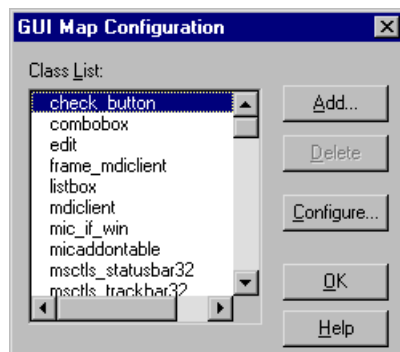 GUI Map Configuration
Class List:
check_button
combobox
edit
frame_mdiclient
listbox
mdiclient
mic_if_win
micaddontable
msctls_statusbar32
msctls_trackbar32
Add...
Delete
Configure...
OK
Help